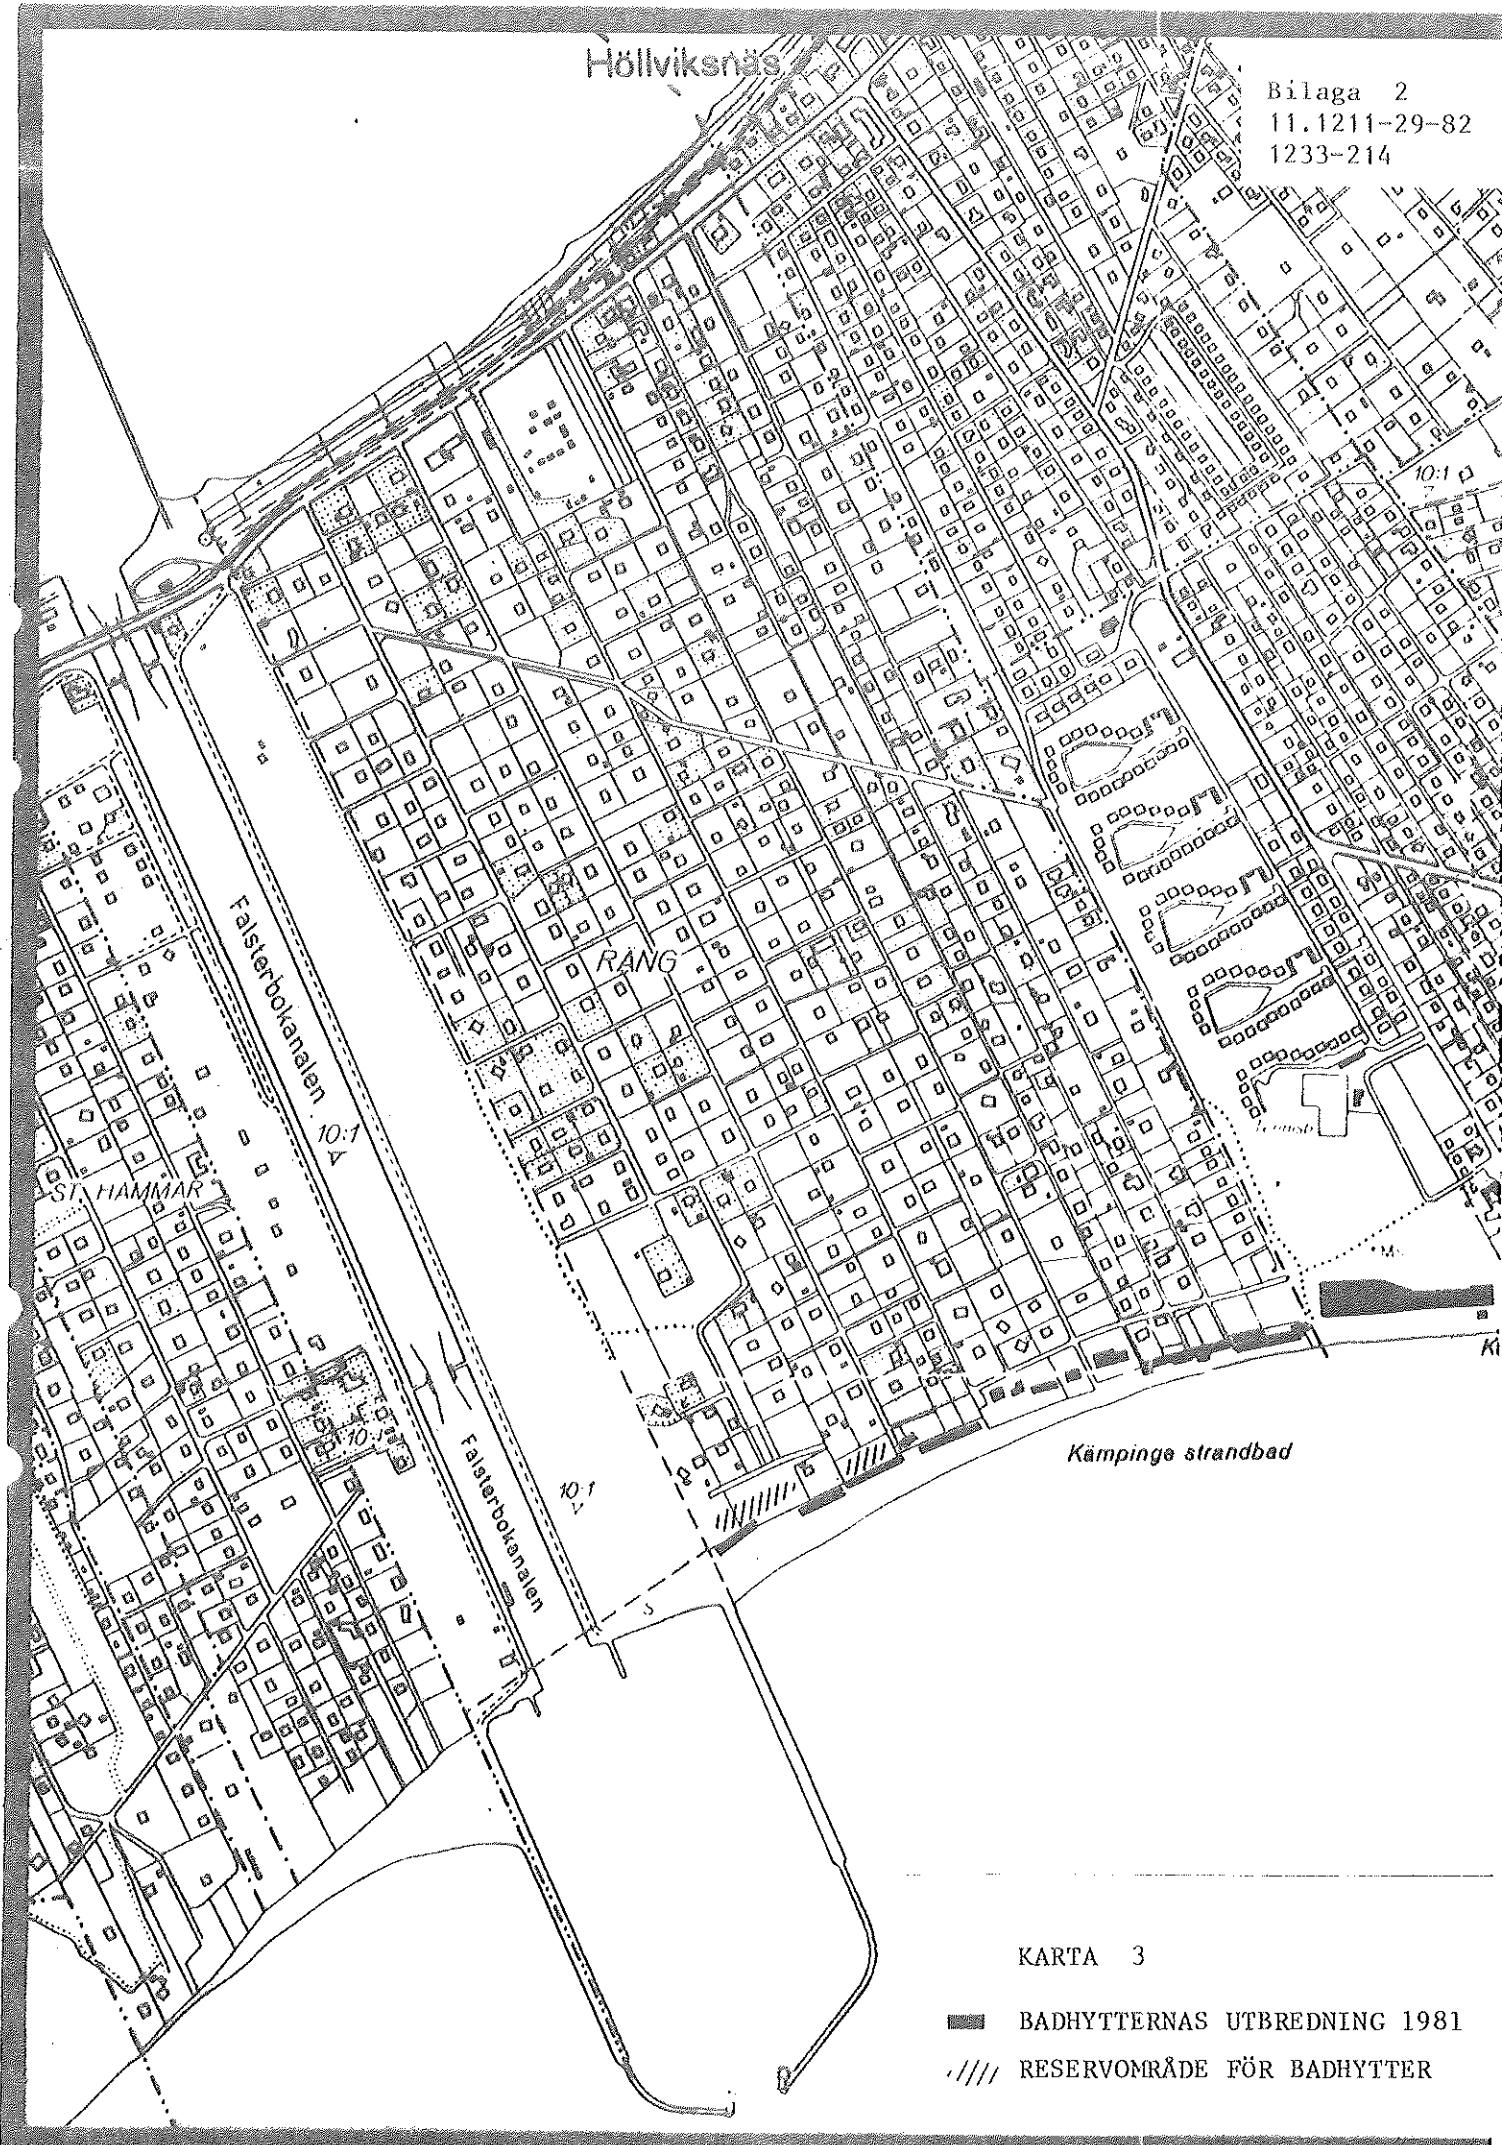 Höllviksnäs
Bilaga 2
11.1211-29-82
1233-214
10:1
Falsterbokanalen
RÄNG
10:1
ST. HAMMAR
Kämpinge strandbad
10
Falsterbokanalen
10:1
KARTA 3
BADHYTTERNAS UTBREDNING 1981
RESERVOMRÅDE FÖR BADHYTTER